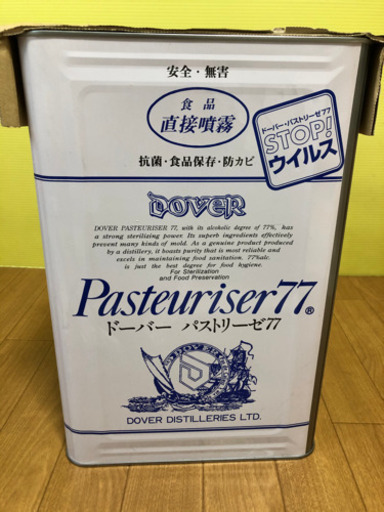 安全・無害
食品
直接噴霧
ドーバー・パストリーゼ77
STOP!
ウイルス
抗菌・食品保存・防カビ
DOVER
DOVER PASTEURISER 77, with its alcoholic degree of 77%, has
a strong sterilizing power. Its superb ingredients effectively
prevent many kinds of mold. As a genuine product produced
by a distillery, it boasts purity that is most reliable and
excels in maintaining food sanitation. 77%alc.
is just the best degree for food hygiene.
For Sterilization
and Food Preservation
Pasteuriser77®
ドーバー パストリーゼ77
DOVER DISTILLERIES LTD.